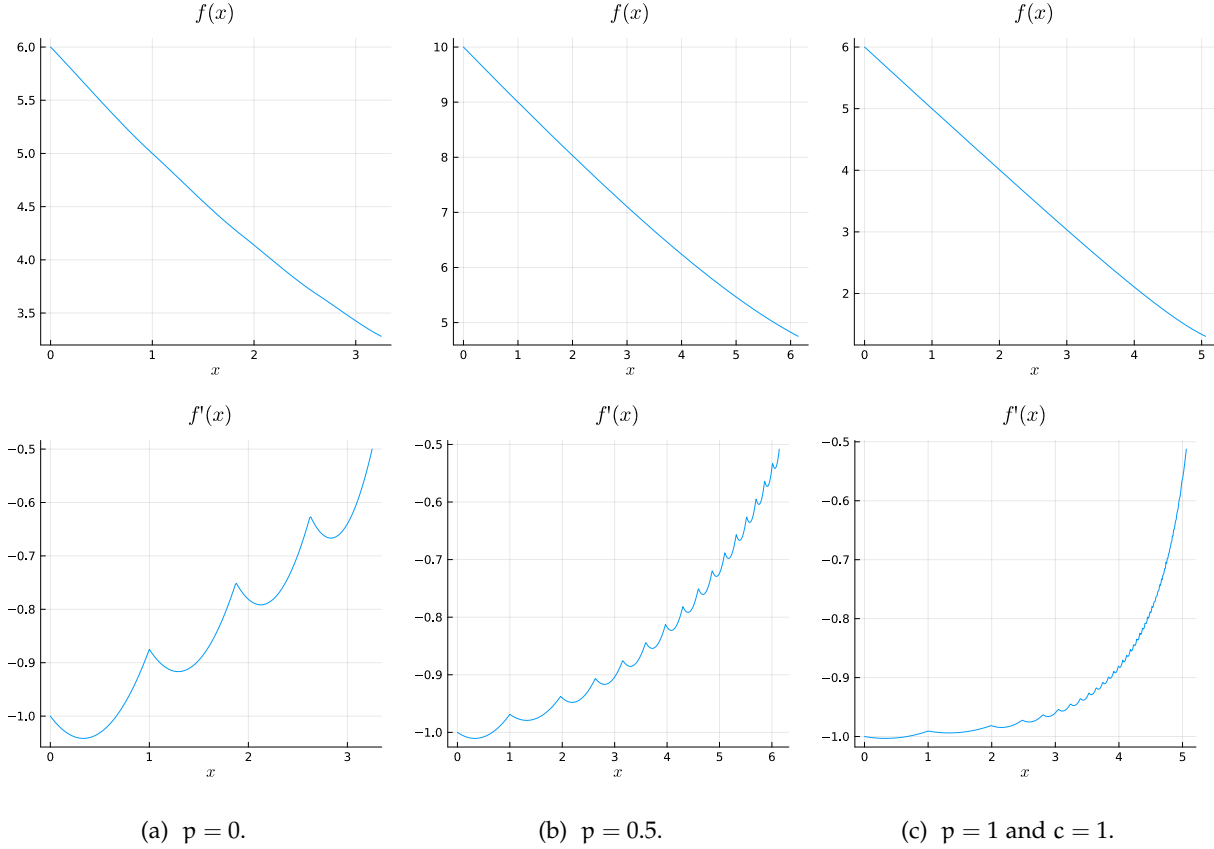 f(x) f(x) f(x)
6.0 10 6
5.5 9 5
5.0 8 4
4.5 7 3
4.0 6 2
3.5 5
0 1 2 3 0 1 2 3 4 5 6 0 1 2 3 4 5
x x x
f'(x) f'(x) f'(x)
−0.5 −0.5 −0.5
−0.6 −0.6 −0.6
−0.7 −0.7 −0.7
−0.8 −0.8 −0.8
−0.9 −0.9 −0.9
−1.0 −1.0 −1.0
0 1 2 3 0 1 2 3 4 5 6 0 1 2 3 4 5
x x x
(a) p = 0. (b) p = 0.5. (c) p = 1 and c = 1.